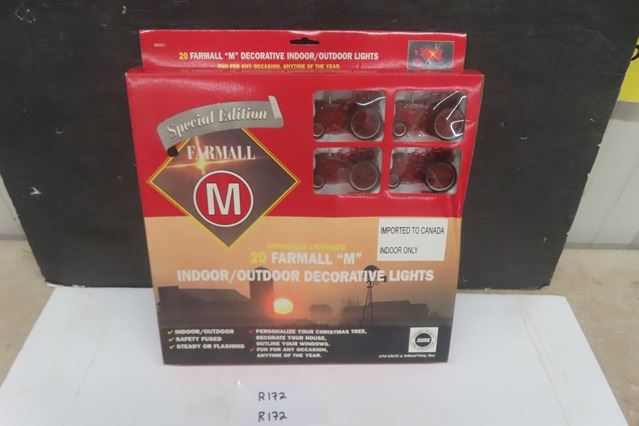 20 FARMALL "M" DECORATIVE INDOOR/OUTDOOR LIGHTS
FUN FOR ANY OCCASION, ANYTIME OF THE YEAR.
Special Edition
FARMALL
M
IMPORTED TO CANADA
INDOOR ONLY
OFFICIALLY LICENSED
20 FARMALL "M"
INDOOR/OUTDOOR DECORATIVE LIGHTS
✓ INDOOR/OUTDOOR
✓ SAFETY FUSED
✓ STEADY OR FLASHING
✓ PERSONALIZE YOUR CHRISTMAS TREE,
DECORATE YOUR HOUSE,
OUTLINE YOUR WINDOWS.
✓ FUN FOR ANY OCCASION,
ANYTIME OF THE YEAR.
R172
R172